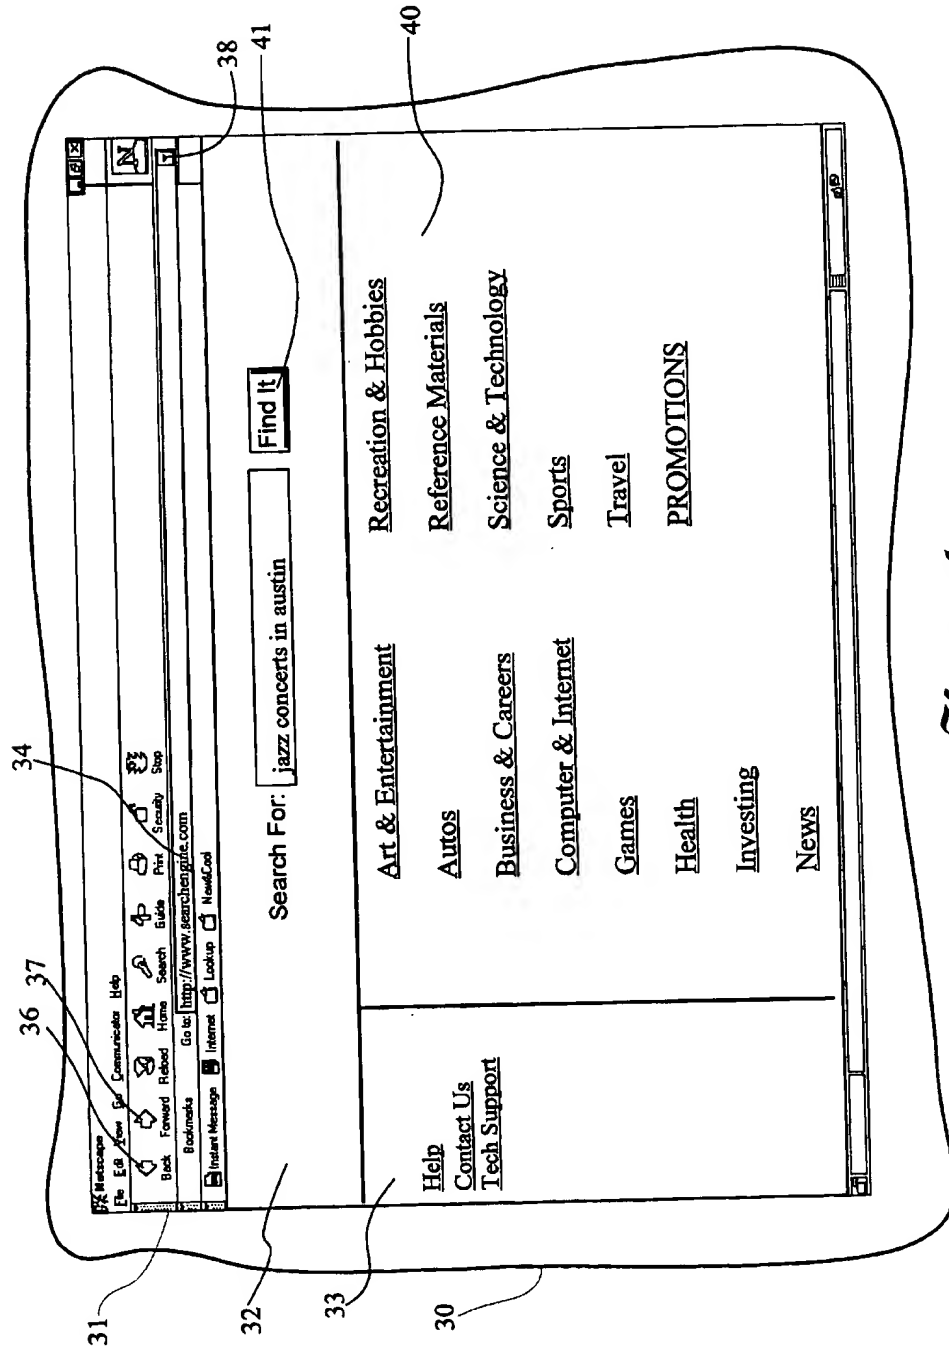 Netscape
File Edit View Go Communicator Help
Back Forward Reload Home Search Guide Print Security Stop
N
Bookmarks Go to: http://www.searchengine.com
Instant Message Internet Lookup New&Cool
Search For: jazz concerts in austin Find It
Help
Contact Us
Tech Support
Art & Entertainment
Autos
Business & Careers
Computer & Internet
Games
Health
Investing
News
Recreation & Hobbies
Reference Materials
Science & Technology
Sports
Travel
PROMOTIONS
36
37
34
38
41
40
31
32
33
30